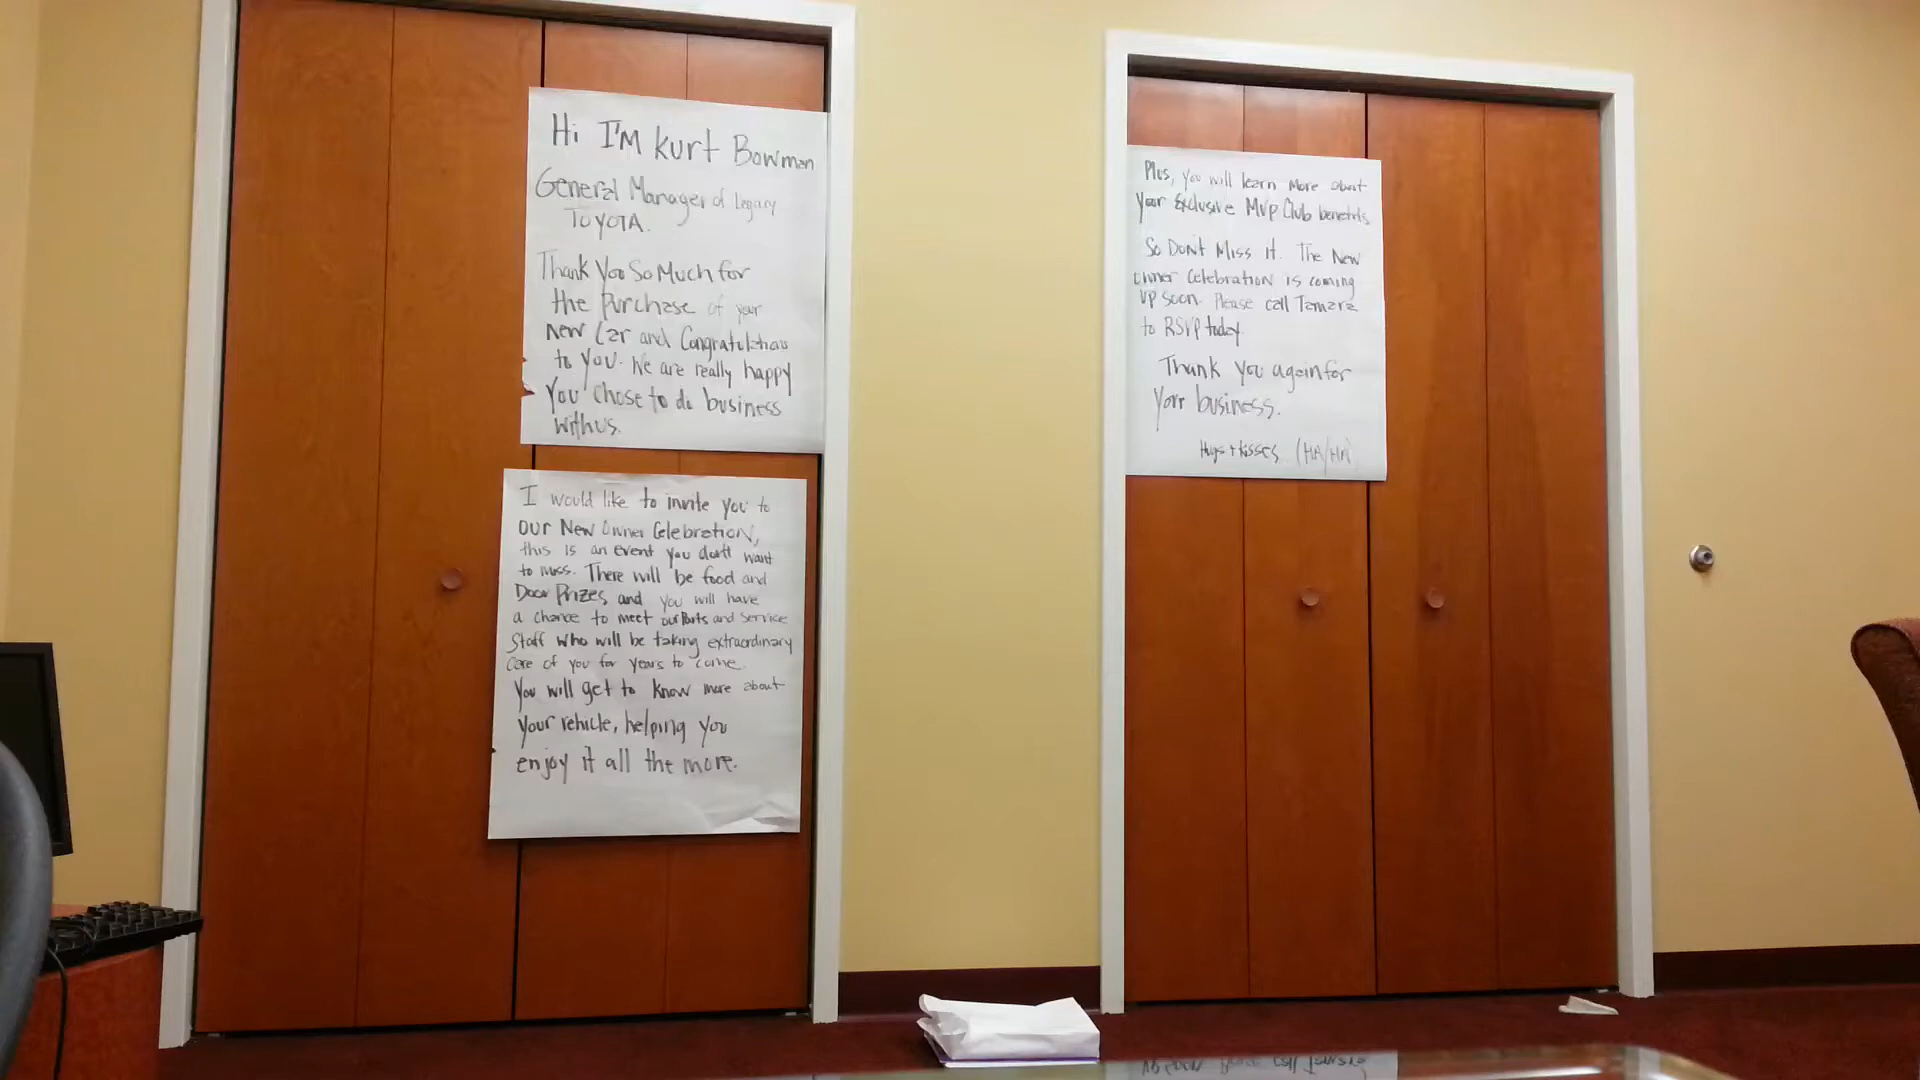 Hi I'M Kurt Bowman
General Manager of Legacy
TOYOTA.
Thank You So Much for
the Purchase of your
New Car and Congratulations
to You. We are really happy
You Chose to do business
with us.
I would like to invite you to
our New Owner Celebration,
this is an event you don't want
to miss. There will be food and
Door Prizes and you will have
a chance to meet our Parts and Service
Staff Who will be taking extraordinary
care of you for years to come.
You will get to know more about
your vehicle, helping you
enjoy it all the more.
Plus, you will learn more about
your Exclusive MVP Club benefits
So Don't Miss it. The New
Owner Celebration is coming
up soon. Please call Tamara
to RSVP today.
Thank you again for
your business.
Hugs + kisses (HA/HA)